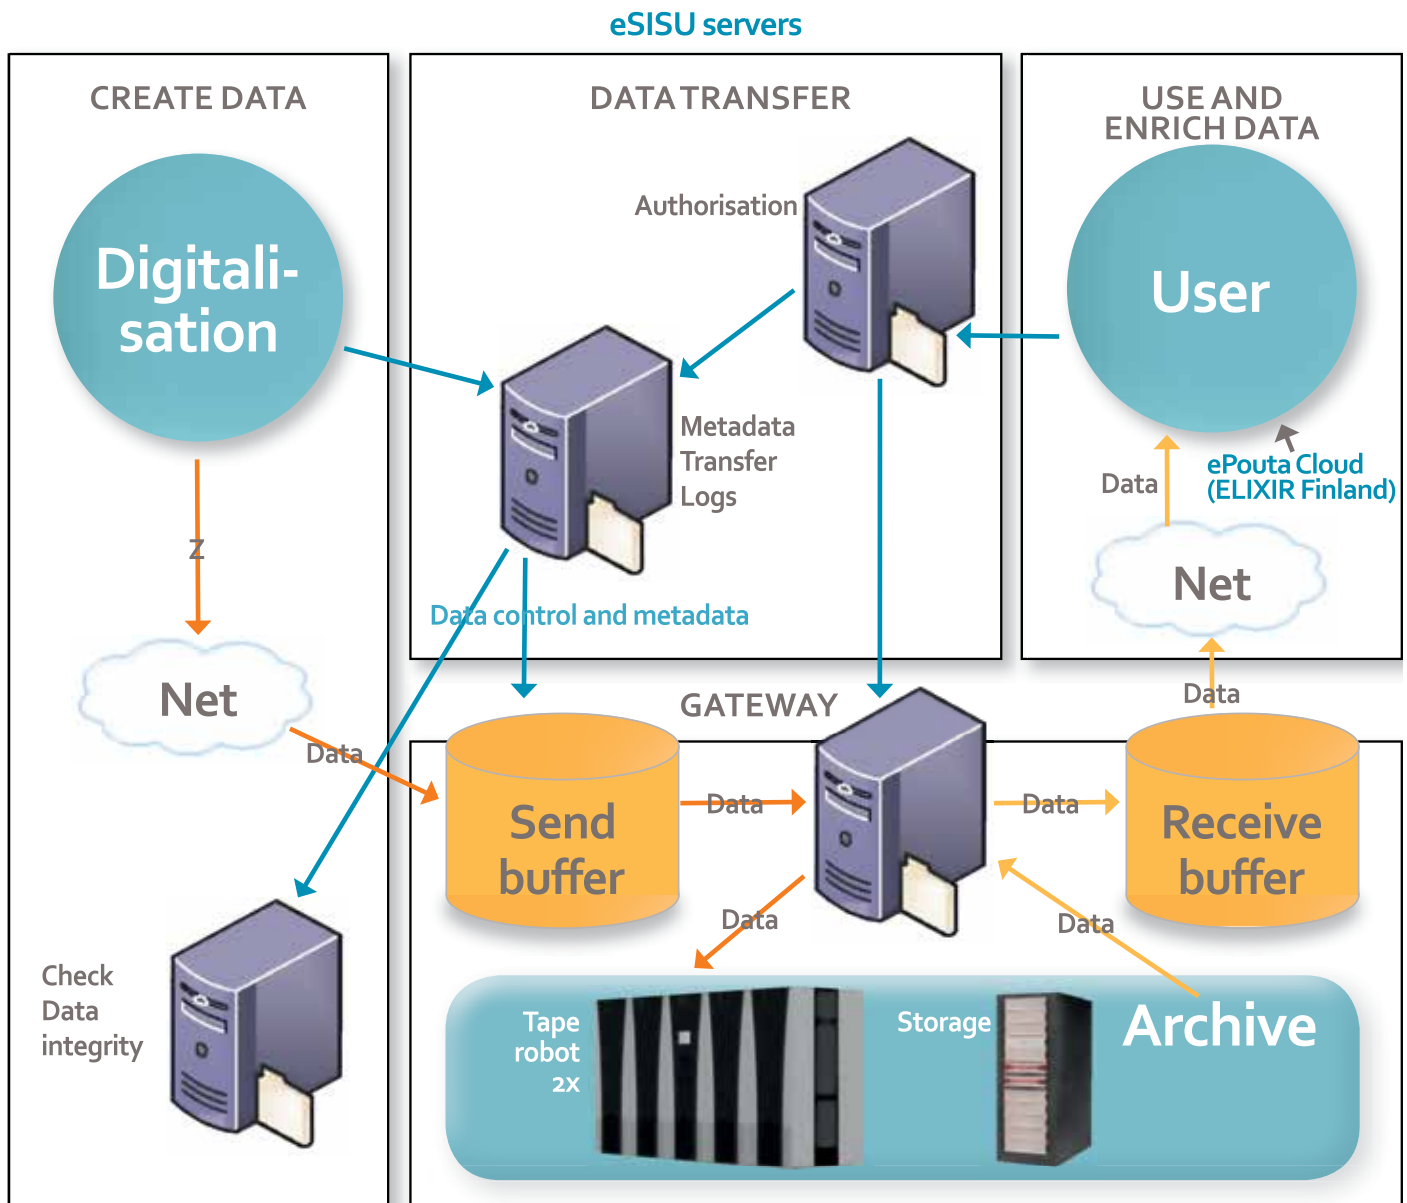 eSISU servers
CREATE DATA
Digitali-
sation
Z
Net
Data
Check
Data
integrity
DATA TRANSFER
Authorisation
Metadata
Transfer
Logs
Data control and metadata
USE AND
ENRICH DATA
User
ePouta Cloud
(ELIXIR Finland)
Data
Net
Data
GATEWAY
Send
buffer
Data
Data
Receive
buffer
Data
Data
Tape
robot
2x
Storage
Archive